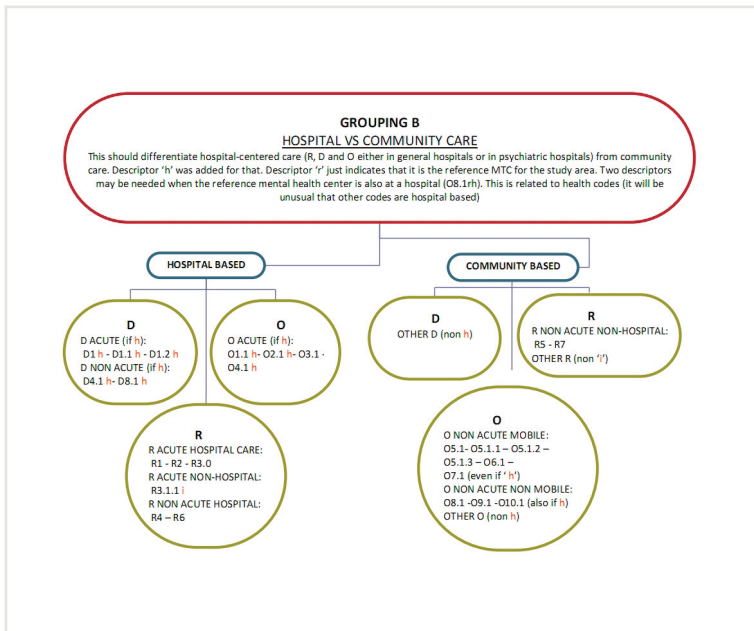 GROUPING B
HOSPITAL VS COMMUNITY CARE
This should differentiate hospital-centered care (R, D and O either in general hospitals or in psychiatric hospitals) from community
care. Descriptor 'h' was added for that. Descriptor 'r' just indicates that it is the reference MTC for the study area. Two descriptors
may be needed when the reference mental health center is also at a hospital (O8.1rh). This is related to health codes (it will be
unusual that other codes are hospital based)
HOSPITAL BASED
COMMUNITY BASED
D
D ACUTE (if h):
D1 h - D1.1 h - D1.2 h
D NON ACUTE (if h):
D4.1 h - D8.1 h
O
O ACUTE (if h):
O1.1 h- O2.1 h- O3.1 -
O4.1 h
R
R ACUTE HOSPITAL CARE:
R1 - R2 - R3.0
R ACUTE NON-HOSPITAL:
R3.1.1 i
R NON ACUTE HOSPITAL:
R4 – R6
D
OTHER D (non h)
R
R NON ACUTE NON-HOSPITAL:
R5 - R7
OTHER R (non 'i')
O
O NON ACUTE MOBILE:
O5.1- O5.1.1 – O5.1.2 –
O5.1.3 – O6.1 –
O7.1 (even if ' h')
O NON ACUTE NON MOBILE:
O8.1 -O9.1 -O10.1 (also if h)
OTHER O (non h)